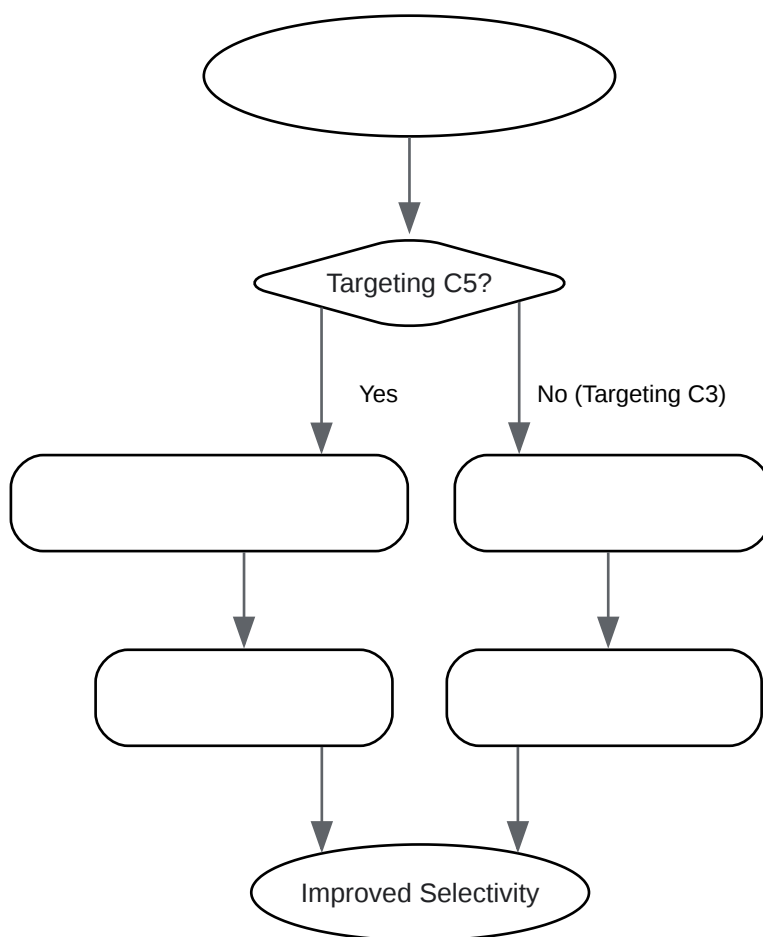 Targeting C5?
Yes
No (Targeting C3)
Improved Selectivity